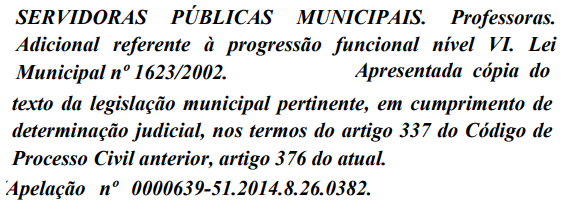 SERVIDORAS PÚBLICAS MUNICIPAIS. Professoras.
Adicional referente à progressão funcional nível VI. Lei
Municipal nº 1623/2002. Apresentada cópia do
texto da legislação municipal pertinente, em cumprimento de
determinação judicial, nos termos do artigo 337 do Código de
Processo Civil anterior, artigo 376 do atual.
Apelação nº 0000639-51.2014.8.26.0382.